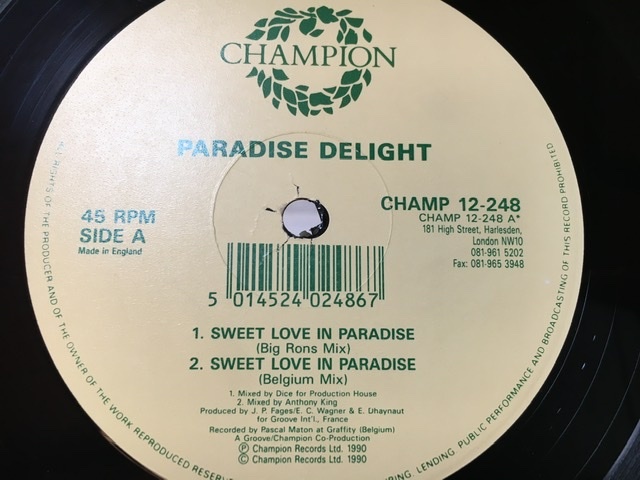 CHAMPION
PARADISE DELIGHT
45 RPM
SIDE A
Made in England
CHAMP 12-248
CHAMP 12-248 A*
181 High Street, Harlesden,
London NW10
081-961 5202
Fax: 081-965 3948
5 014524 024867
1. SWEET LOVE IN PARADISE
(Big Rons Mix)
2. SWEET LOVE IN PARADISE
(Belgium Mix)
1. Mixed by Dice for Production House
2. Mixed by Anthony King
Produced by J. P. Fages/E. C. Wagner & E. Dhaynaut
for Groove Int'l., France
Recorded by Pascal Maton at Graffity (Belgium)
A Groove/Champion Co-Production
Ⓟ Champion Records Ltd. 1990
© Champion Records Ltd. 1990
ALL RIGHTS OF THE PRODUCER AND OF THE OWNER OF THE WORK REPRODUCED RESERV
RING, LENDING, PUBLIC PERFORMANCE AND BROADCASTING OF THIS RECORD PROHIBITED